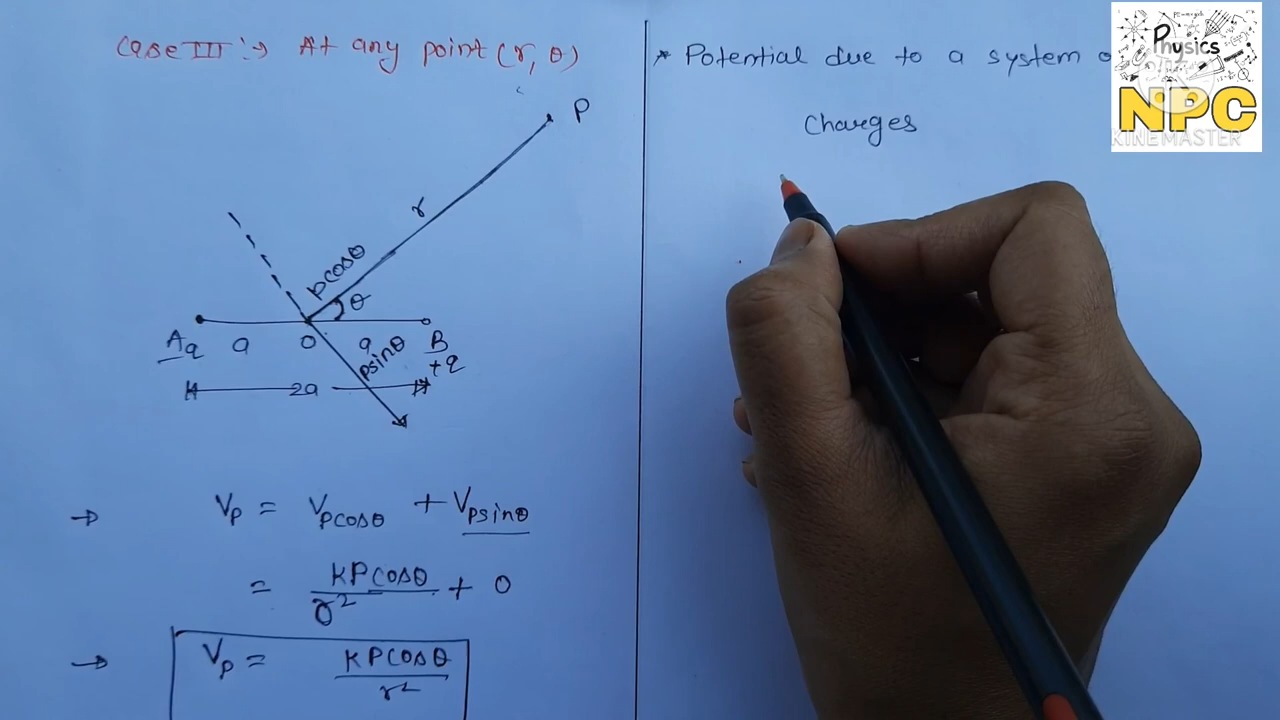 Case III :→ At any point (r, θ)
P
r
pcosθ
θ
A a O a B
-q psinθ +q
2a
→ Vp = Vpcosθ + Vpsinθ
= KPCosθ/r² + 0
→ Vp = KPCosθ/r²
* Potential due to a system
Charges
Physics
NPC
KINEMASTER